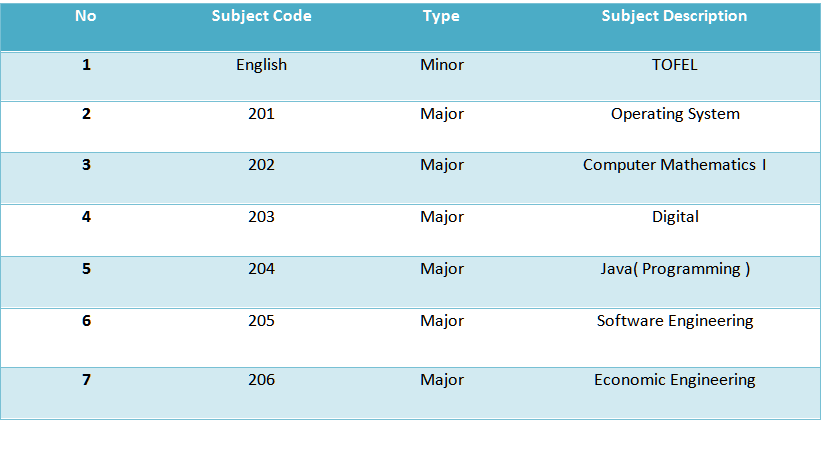 No Subject Code Type Subject Description
1 English Minor TOFEL
2 201 Major Operating System
3 202 Major Computer Mathematics I
4 203 Major Digital
5 204 Major Java( Programming )
6 205 Major Software Engineering
7 206 Major Economic Engineering